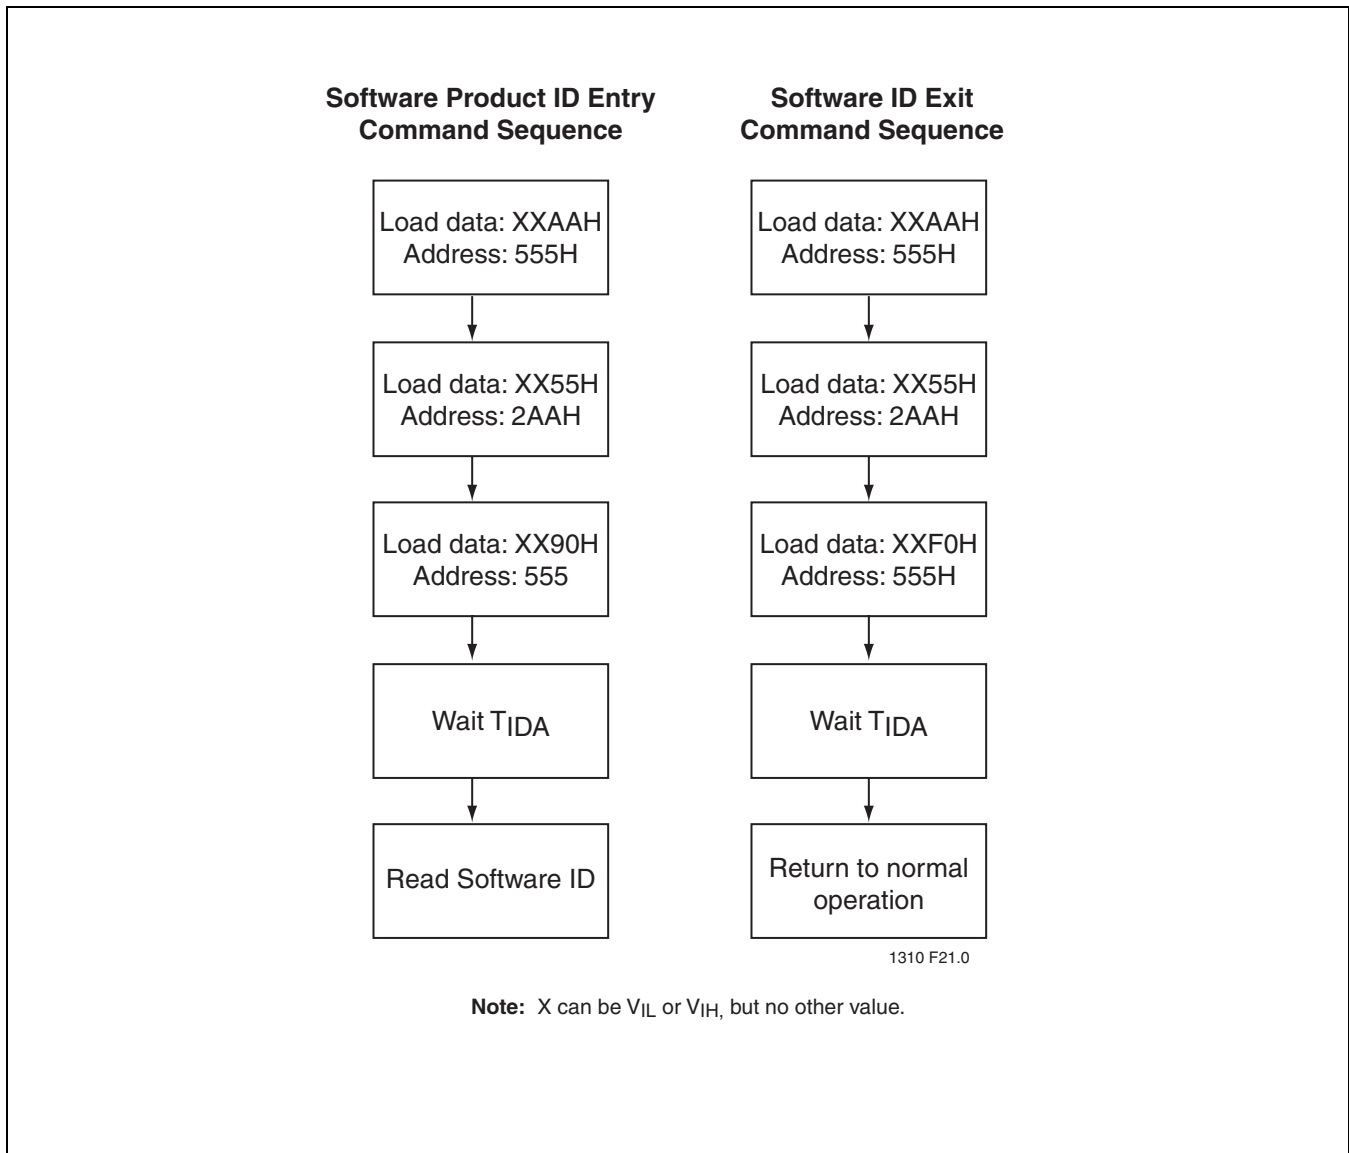 Software Product ID Entry
Command Sequence
Load data: XXAAH
Address: 555H
Load data: XX55H
Address: 2AAH
Load data: XX90H
Address: 555
Wait TIDA
Read Software ID
Software ID Exit
Command Sequence
Load data: XXAAH
Address: 555H
Load data: XX55H
Address: 2AAH
Load data: XXF0H
Address: 555H
Wait TIDA
Return to normal
operation
1310 F21.0
Note: X can be VIL or VIH, but no other value.